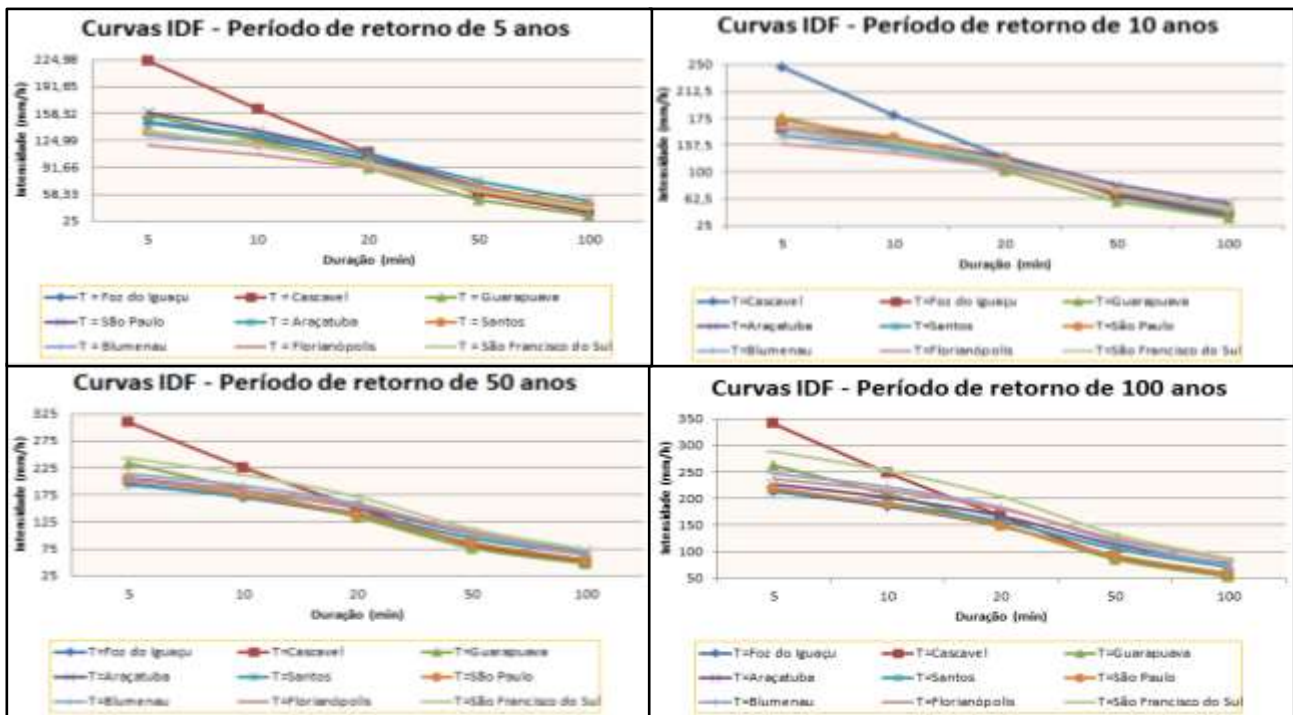 Curvas IDF - Período de retorno de 5 anos
Intensidade (mm/h)
224,98
191,65
158,32
124,99
91,66
58,33
25
5 10 20 50 100
Duração (min)
T = Foz do Iguaçu T = Cascavel T = Guarapuava
T = São Paulo T = Araçatuba T = Santos
T = Blumenau T = Florianópolis T = São Francisco do Sul
Curvas IDF - Período de retorno de 10 anos
Intensidade (mm/h)
250
212,5
175
137,5
100
62,5
25
5 10 20 50 100
Duração (min)
T=Cascavel T=Foz do Iguaçu T=Guarapuava
T=Araçatuba T=Santos T=São Paulo
T=Blumenau T=Florianópolis T=São Francisco do Sul
Curvas IDF - Período de retorno de 50 anos
Intensidade (mm/h)
325
275
225
175
125
75
25
5 10 20 50 100
Duração (min)
T=Foz do Iguaçu T=Cascavel T=Guarapuava
T=Araçatuba T=Santos T=São Paulo
T=Blumenau T=Florianópolis T=São Francisco do Sul
Curvas IDF - Período de retorno de 100 anos
Intensidade (mm/h)
350
300
250
200
150
100
50
5 10 20 50 100
Duração (min)
T=Foz do Iguaçu T=Cascavel T=Guarapuava
T=Araçatuba T=Santos T=São Paulo
T=Blumenau T=Florianópolis T=São Francisco do Sul